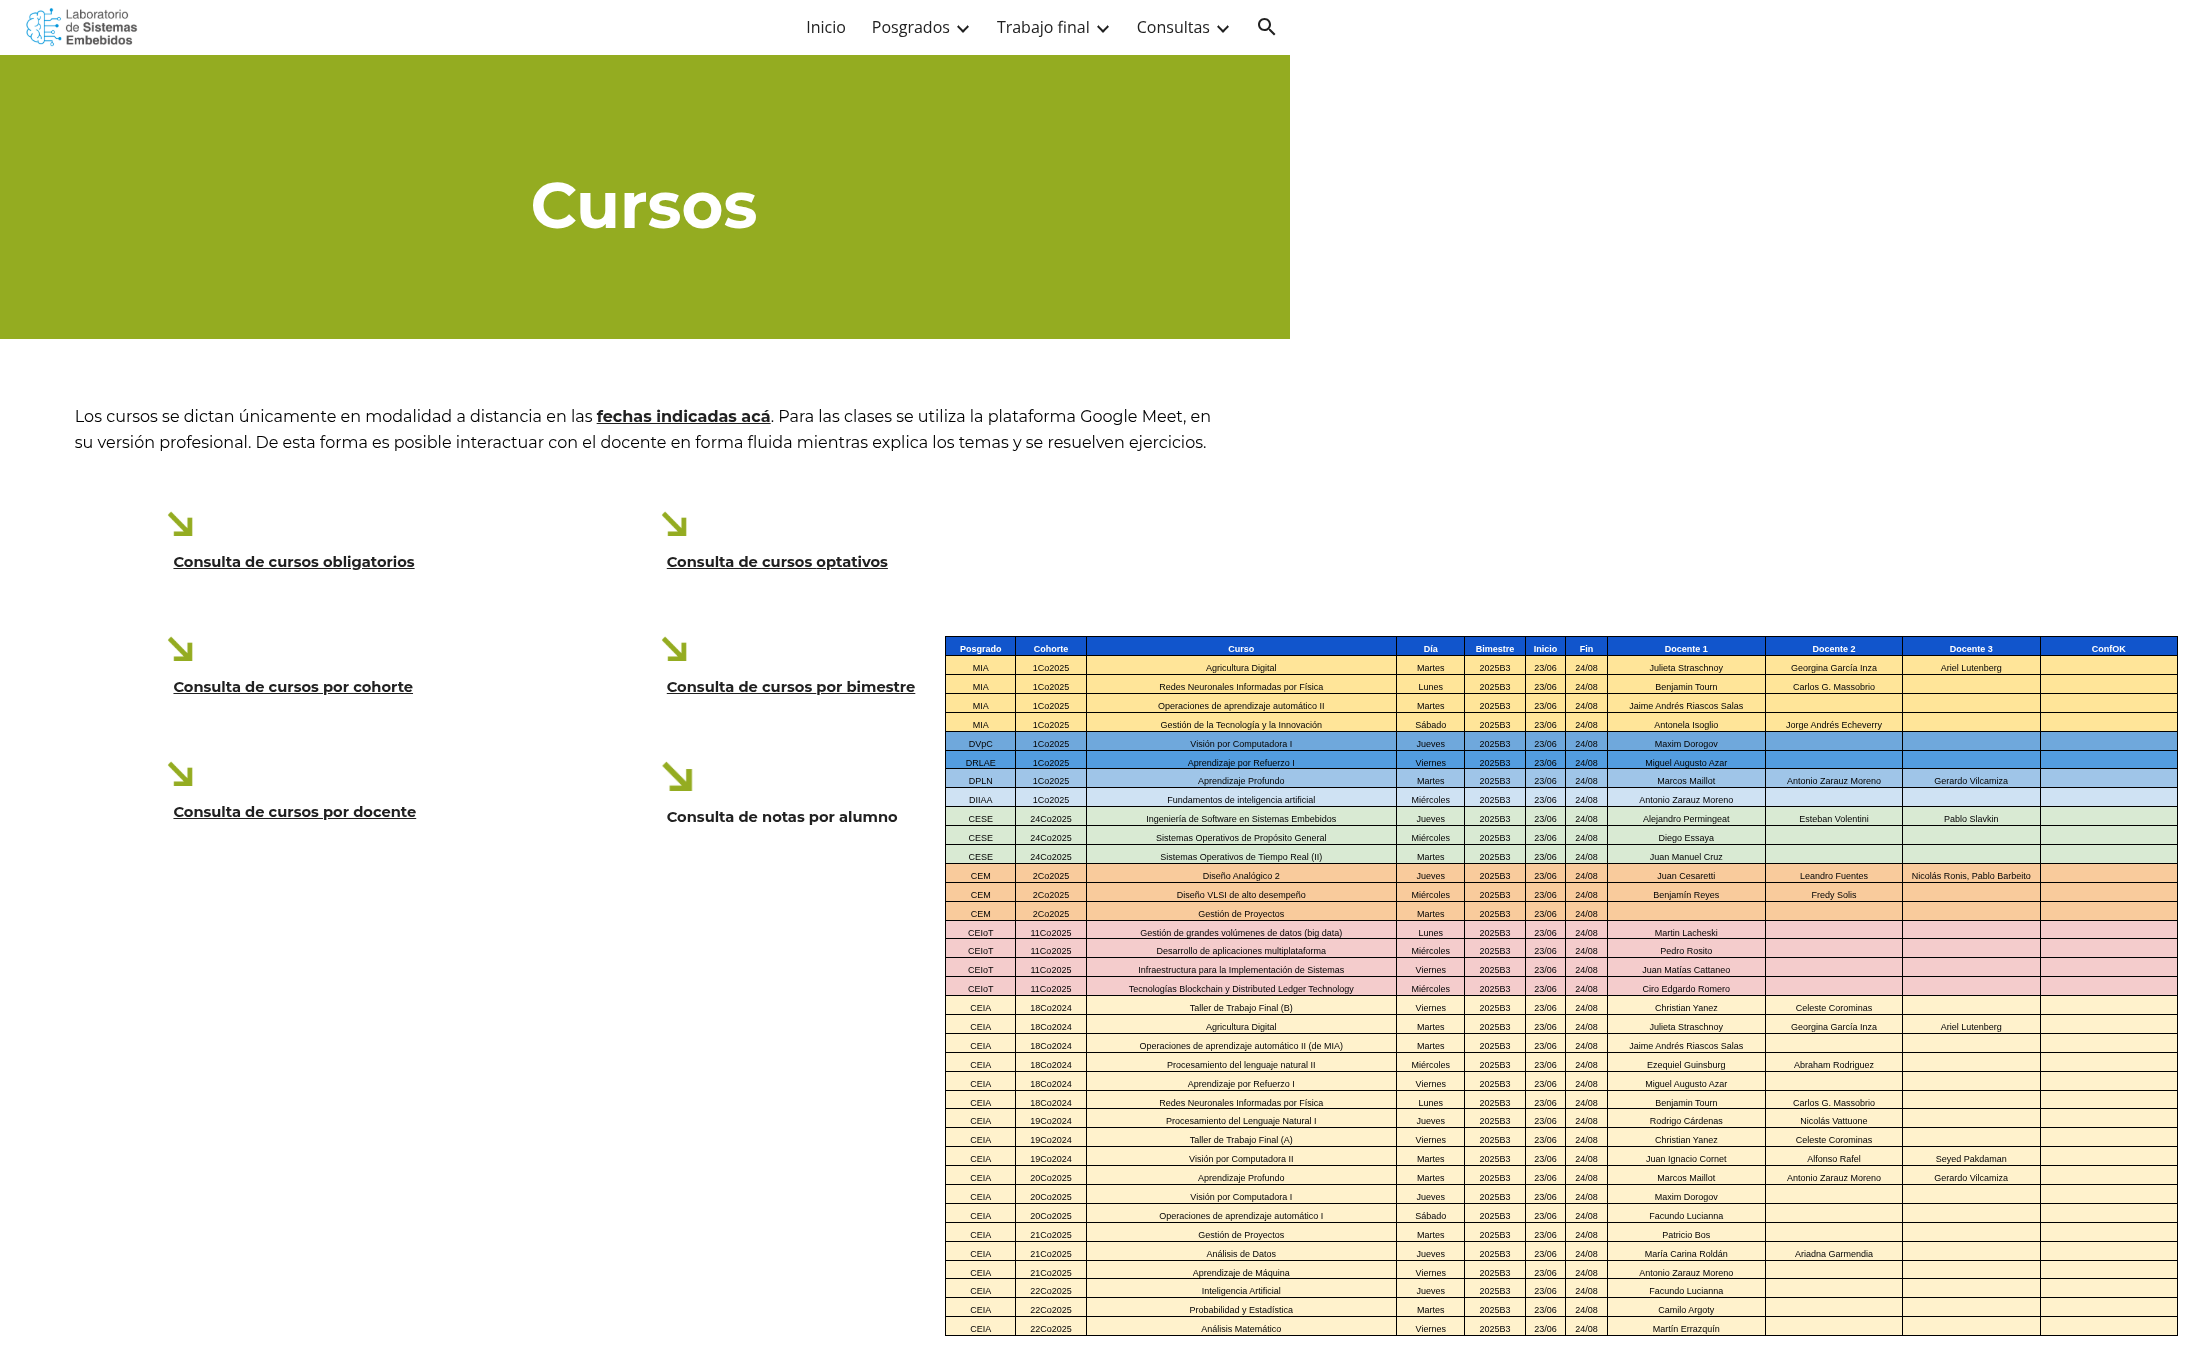 Laboratorio
de Sistemas
Embebidos
Inicio Posgrados Trabajo final Consultas
Cursos
Los cursos se dictan únicamente en modalidad a distancia en las fechas indicadas acá. Para las clases se utiliza la plataforma Google Meet, en
su versión profesional. De esta forma es posible interactuar con el docente en forma fluida mientras explica los temas y se resuelven ejercicios.
Consulta de cursos obligatorios
Consulta de cursos optativos
Consulta de cursos por cohorte
Consulta de cursos por bimestre
Consulta de cursos por docente
Consulta de notas por alumno
Posgrado Cohorte Curso Día Bimestre Inicio Fin Docente 1 Docente 2 Docente 3 ConfOK
MIA 1Co2025 Agricultura Digital Martes 2025B3 23/06 24/08 Julieta Straschnoy Georgina García Inza Ariel Lutenberg
MIA 1Co2025 Redes Neuronales Informadas por Física Lunes 2025B3 23/06 24/08 Benjamin Tourn Carlos G. Massobrio
MIA 1Co2025 Operaciones de aprendizaje automático II Martes 2025B3 23/06 24/08 Jaime Andrés Riascos Salas
MIA 1Co2025 Gestión de la Tecnología y la Innovación Sábado 2025B3 23/06 24/08 Antonela Isoglio Jorge Andrés Echeverry
DVpC 1Co2025 Visión por Computadora I Jueves 2025B3 23/06 24/08 Maxim Dorogov
DRLAE 1Co2025 Aprendizaje por Refuerzo I Viernes 2025B3 23/06 24/08 Miguel Augusto Azar
DPLN 1Co2025 Aprendizaje Profundo Martes 2025B3 23/06 24/08 Marcos Maillot Antonio Zarauz Moreno Gerardo Vilcamiza
DIIAA 1Co2025 Fundamentos de inteligencia artificial Miércoles 2025B3 23/06 24/08 Antonio Zarauz Moreno
CESE 24Co2025 Ingeniería de Software en Sistemas Embebidos Jueves 2025B3 23/06 24/08 Alejandro Permingeat Esteban Volentini Pablo Slavkin
CESE 24Co2025 Sistemas Operativos de Propósito General Miércoles 2025B3 23/06 24/08 Diego Essaya
CESE 24Co2025 Sistemas Operativos de Tiempo Real (II) Martes 2025B3 23/06 24/08 Juan Manuel Cruz
CEM 2Co2025 Diseño Analógico 2 Jueves 2025B3 23/06 24/08 Juan Cesaretti Leandro Fuentes Nicolás Ronis, Pablo Barbeito
CEM 2Co2025 Diseño VLSI de alto desempeño Miércoles 2025B3 23/06 24/08 Benjamín Reyes Fredy Solis
CEM 2Co2025 Gestión de Proyectos Martes 2025B3 23/06 24/08
CEIoT 11Co2025 Gestión de grandes volúmenes de datos (big data) Lunes 2025B3 23/06 24/08 Martin Lacheski
CEIoT 11Co2025 Desarrollo de aplicaciones multiplataforma Miércoles 2025B3 23/06 24/08 Pedro Rosito
CEIoT 11Co2025 Infraestructura para la Implementación de Sistemas Viernes 2025B3 23/06 24/08 Juan Matías Cattaneo
CEIoT 11Co2025 Tecnologías Blockchain y Distributed Ledger Technology Miércoles 2025B3 23/06 24/08 Ciro Edgardo Romero
CEIA 18Co2024 Taller de Trabajo Final (B) Viernes 2025B3 23/06 24/08 Christian Yanez Celeste Corominas
CEIA 18Co2024 Agricultura Digital Martes 2025B3 23/06 24/08 Julieta Straschnoy Georgina García Inza Ariel Lutenberg
CEIA 18Co2024 Operaciones de aprendizaje automático II (de MIA) Martes 2025B3 23/06 24/08 Jaime Andrés Riascos Salas
CEIA 18Co2024 Procesamiento del lenguaje natural II Miércoles 2025B3 23/06 24/08 Ezequiel Guinsburg Abraham Rodriguez
CEIA 18Co2024 Aprendizaje por Refuerzo I Viernes 2025B3 23/06 24/08 Miguel Augusto Azar
CEIA 18Co2024 Redes Neuronales Informadas por Física Lunes 2025B3 23/06 24/08 Benjamin Tourn Carlos G. Massobrio
CEIA 19Co2024 Procesamiento del Lenguaje Natural I Jueves 2025B3 23/06 24/08 Rodrigo Cárdenas Nicolás Vattuone
CEIA 19Co2024 Taller de Trabajo Final (A) Viernes 2025B3 23/06 24/08 Christian Yanez Celeste Corominas
CEIA 19Co2024 Visión por Computadora II Martes 2025B3 23/06 24/08 Juan Ignacio Cornet Alfonso Rafel Seyed Pakdaman
CEIA 20Co2025 Aprendizaje Profundo Martes 2025B3 23/06 24/08 Marcos Maillot Antonio Zarauz Moreno Gerardo Vilcamiza
CEIA 20Co2025 Visión por Computadora I Jueves 2025B3 23/06 24/08 Maxim Dorogov
CEIA 20Co2025 Operaciones de aprendizaje automático I Sábado 2025B3 23/06 24/08 Facundo Lucianna
CEIA 21Co2025 Gestión de Proyectos Martes 2025B3 23/06 24/08 Patricio Bos
CEIA 21Co2025 Análisis de Datos Jueves 2025B3 23/06 24/08 María Carina Roldán Ariadna Garmendia
CEIA 21Co2025 Aprendizaje de Máquina Viernes 2025B3 23/06 24/08 Antonio Zarauz Moreno
CEIA 22Co2025 Inteligencia Artificial Jueves 2025B3 23/06 24/08 Facundo Lucianna
CEIA 22Co2025 Probabilidad y Estadística Martes 2025B3 23/06 24/08 Camilo Argoty
CEIA 22Co2025 Análisis Matemático Viernes 2025B3 23/06 24/08 Martín Errazquín